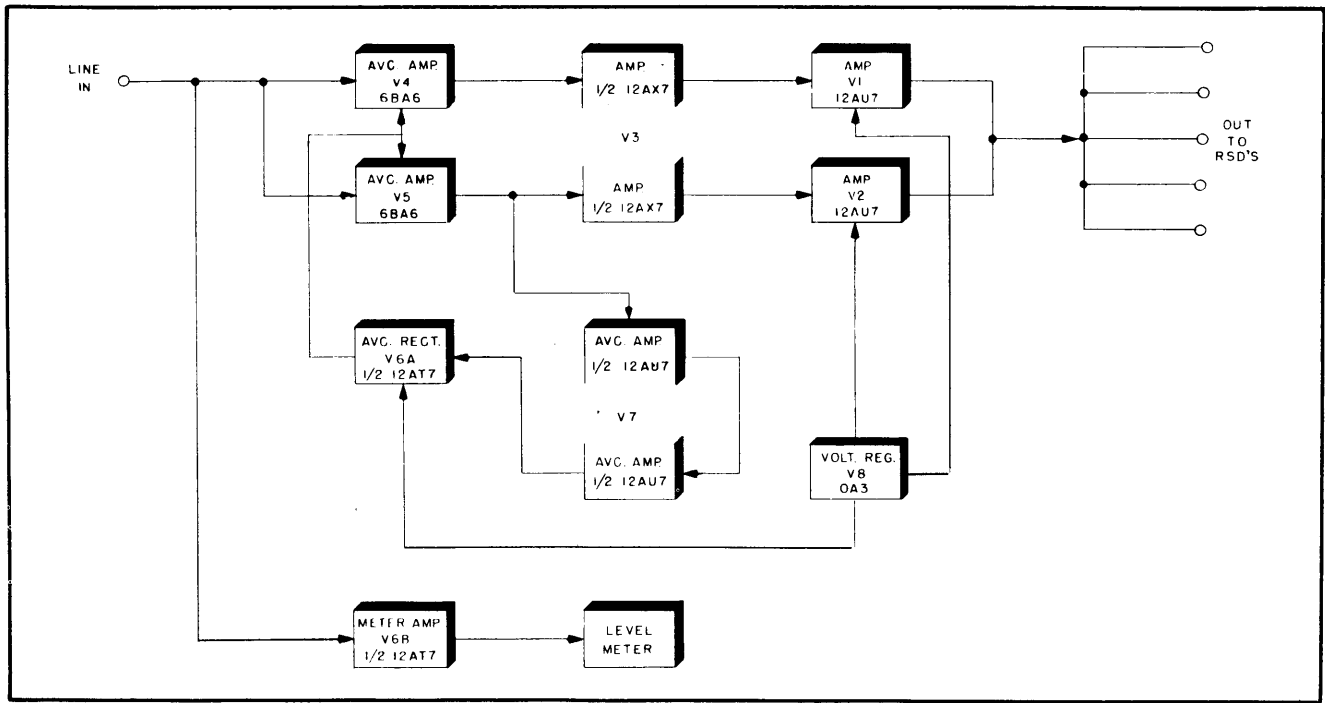 LINE
IN
AVC. AMP.
V4
6BA6
AMP.
1/2 12AX7
AMP
V1
12AU7
V3
OUT
TO
RSD'S
AVC. AMP.
V5
6BA6
AMP.
1/2 12AX7
AMP
V2
12AU7
AVC. RECT.
V6A
1/2 12AT7
AVC. AMP.
1/2 12AU7
V7
AVC. AMP.
1/2 12AU7
VOLT. REG.
V8
OA3
METER AMP
V6B
1/2 12AT7
LEVEL
METER